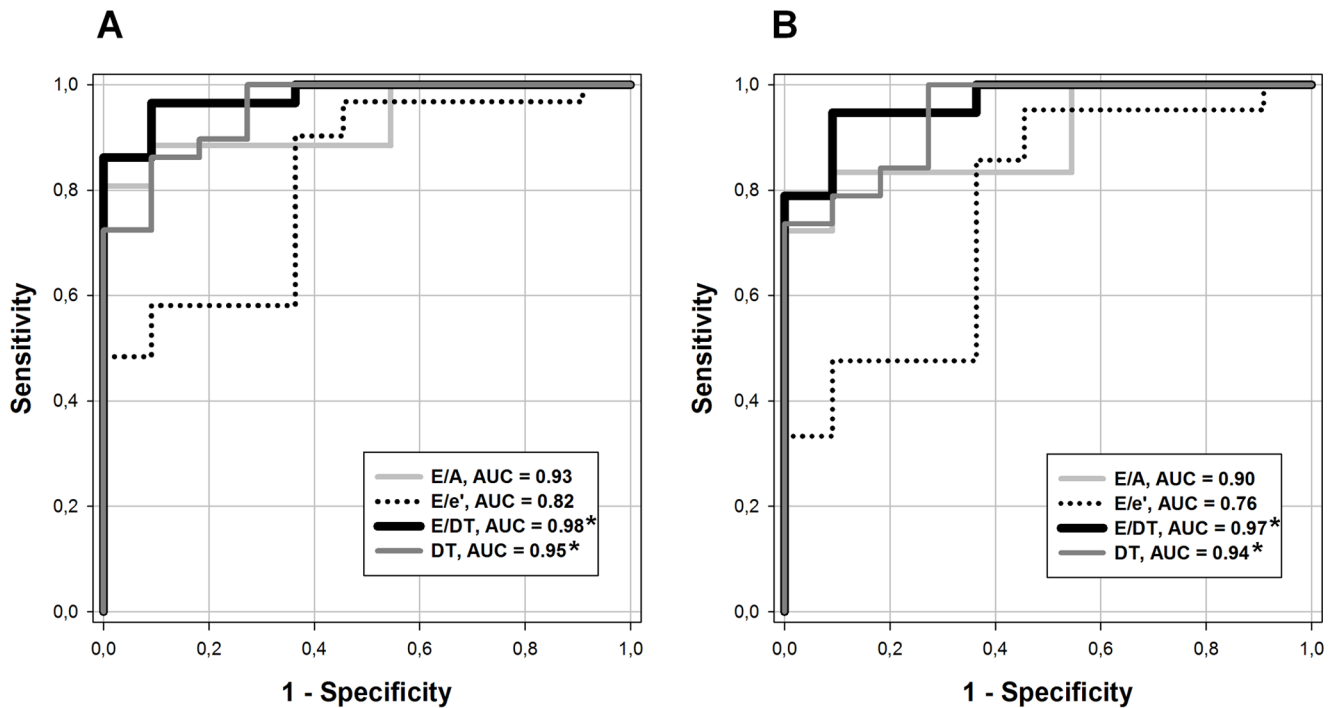 A
1,0
0,8
0,6
0,4
0,2
0,0
Sensitivity
E/A, AUC = 0.93
E/e', AUC = 0.82
E/DT, AUC = 0.98*
DT, AUC = 0.95*
0,0 0,2 0,4 0,6 0,8 1,0
1 - Specificity
B
1,0
0,8
0,6
0,4
0,2
0,0
Sensitivity
E/A, AUC = 0.90
E/e', AUC = 0.76
E/DT, AUC = 0.97*
DT, AUC = 0.94*
0,0 0,2 0,4 0,6 0,8 1,0
1 - Specificity